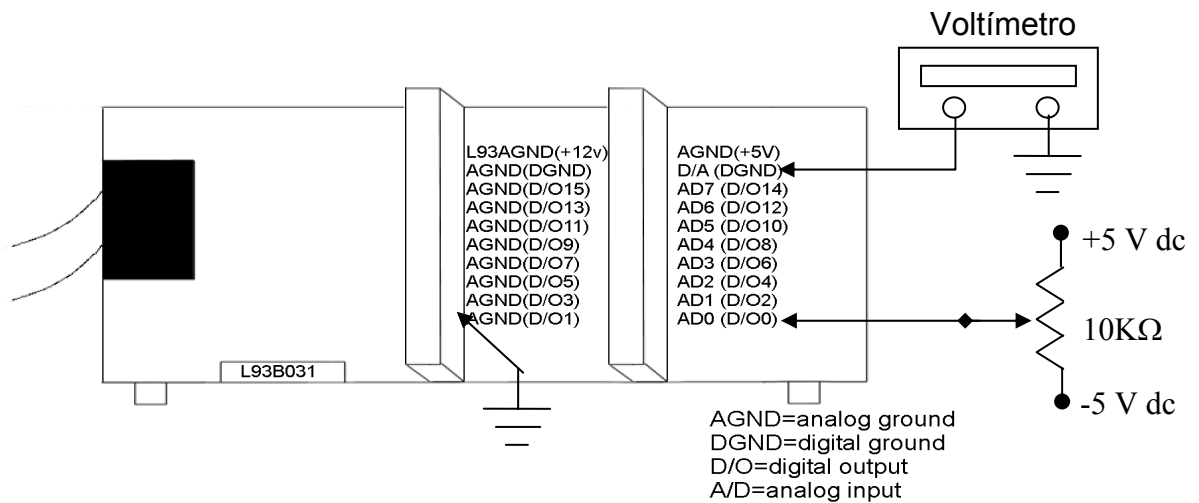 Voltímetro
L93AGND(+12v)
AGND(DGND)
AGND(D/O15)
AGND(D/O13)
AGND(D/O11)
AGND(D/O9)
AGND(D/O7)
AGND(D/O5)
AGND(D/O3)
AGND(D/O1)
AGND(+5V)
D/A (DGND)
AD7 (D/O14)
AD6 (D/O12)
AD5 (D/O10)
AD4 (D/O8)
AD3 (D/O6)
AD2 (D/O4)
AD1 (D/O2)
AD0 (D/O0)
+5 V dc
10KΩ
-5 V dc
L93B031
AGND=analog ground
DGND=digital ground
D/O=digital output
A/D=analog input